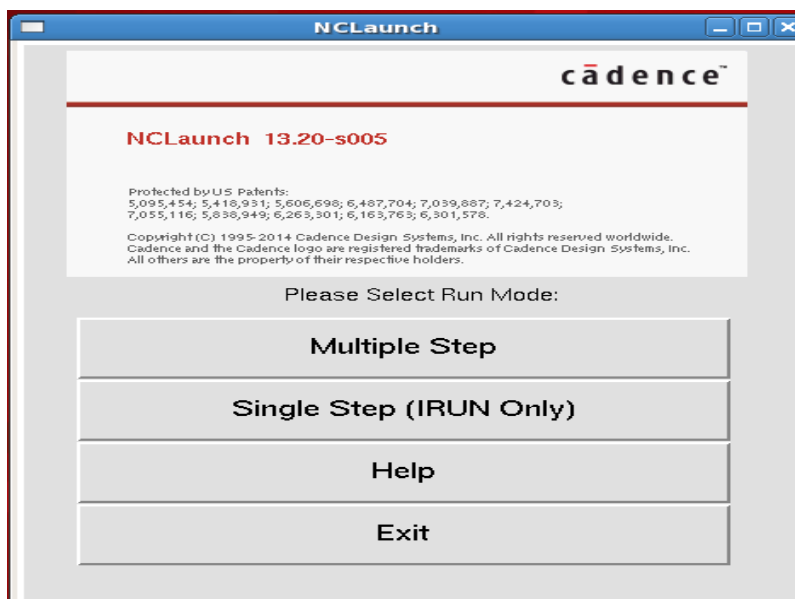 NCLaunch
cādence™
NCLaunch 13.20-s005
Protected by US Patents:
5,095,454; 5,418,931; 5,606,698; 6,487,704; 7,039,887; 7,424,703;
7,055,116; 5,838,949; 6,263,301; 6,163,763; 6,301,578.
Copyright (C) 1995-2014 Cadence Design Systems, Inc. All rights reserved worldwide.
Cadence and the Cadence logo are registered trademarks of Cadence Design Systems, Inc.
All others are the property of their respective holders.
Please Select Run Mode:
Multiple Step
Single Step (IRUN Only)
Help
Exit